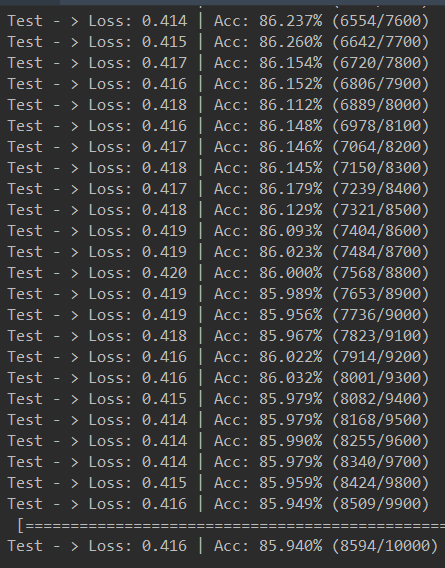 Test - > Loss: 0.414 | Acc: 86.237% (6554/7600)
Test - > Loss: 0.415 | Acc: 86.260% (6642/7700)
Test - > Loss: 0.417 | Acc: 86.154% (6720/7800)
Test - > Loss: 0.416 | Acc: 86.152% (6806/7900)
Test - > Loss: 0.418 | Acc: 86.112% (6889/8000)
Test - > Loss: 0.416 | Acc: 86.148% (6978/8100)
Test - > Loss: 0.417 | Acc: 86.146% (7064/8200)
Test - > Loss: 0.418 | Acc: 86.145% (7150/8300)
Test - > Loss: 0.417 | Acc: 86.179% (7239/8400)
Test - > Loss: 0.418 | Acc: 86.129% (7321/8500)
Test - > Loss: 0.419 | Acc: 86.093% (7404/8600)
Test - > Loss: 0.419 | Acc: 86.023% (7484/8700)
Test - > Loss: 0.420 | Acc: 86.000% (7568/8800)
Test - > Loss: 0.419 | Acc: 85.989% (7653/8900)
Test - > Loss: 0.419 | Acc: 85.956% (7736/9000)
Test - > Loss: 0.418 | Acc: 85.967% (7823/9100)
Test - > Loss: 0.416 | Acc: 86.022% (7914/9200)
Test - > Loss: 0.416 | Acc: 86.032% (8001/9300)
Test - > Loss: 0.415 | Acc: 85.979% (8082/9400)
Test - > Loss: 0.414 | Acc: 85.979% (8168/9500)
Test - > Loss: 0.414 | Acc: 85.990% (8255/9600)
Test - > Loss: 0.414 | Acc: 85.979% (8340/9700)
Test - > Loss: 0.415 | Acc: 85.959% (8424/9800)
Test - > Loss: 0.416 | Acc: 85.949% (8509/9900)
[===============================================
Test - > Loss: 0.416 | Acc: 85.940% (8594/10000)